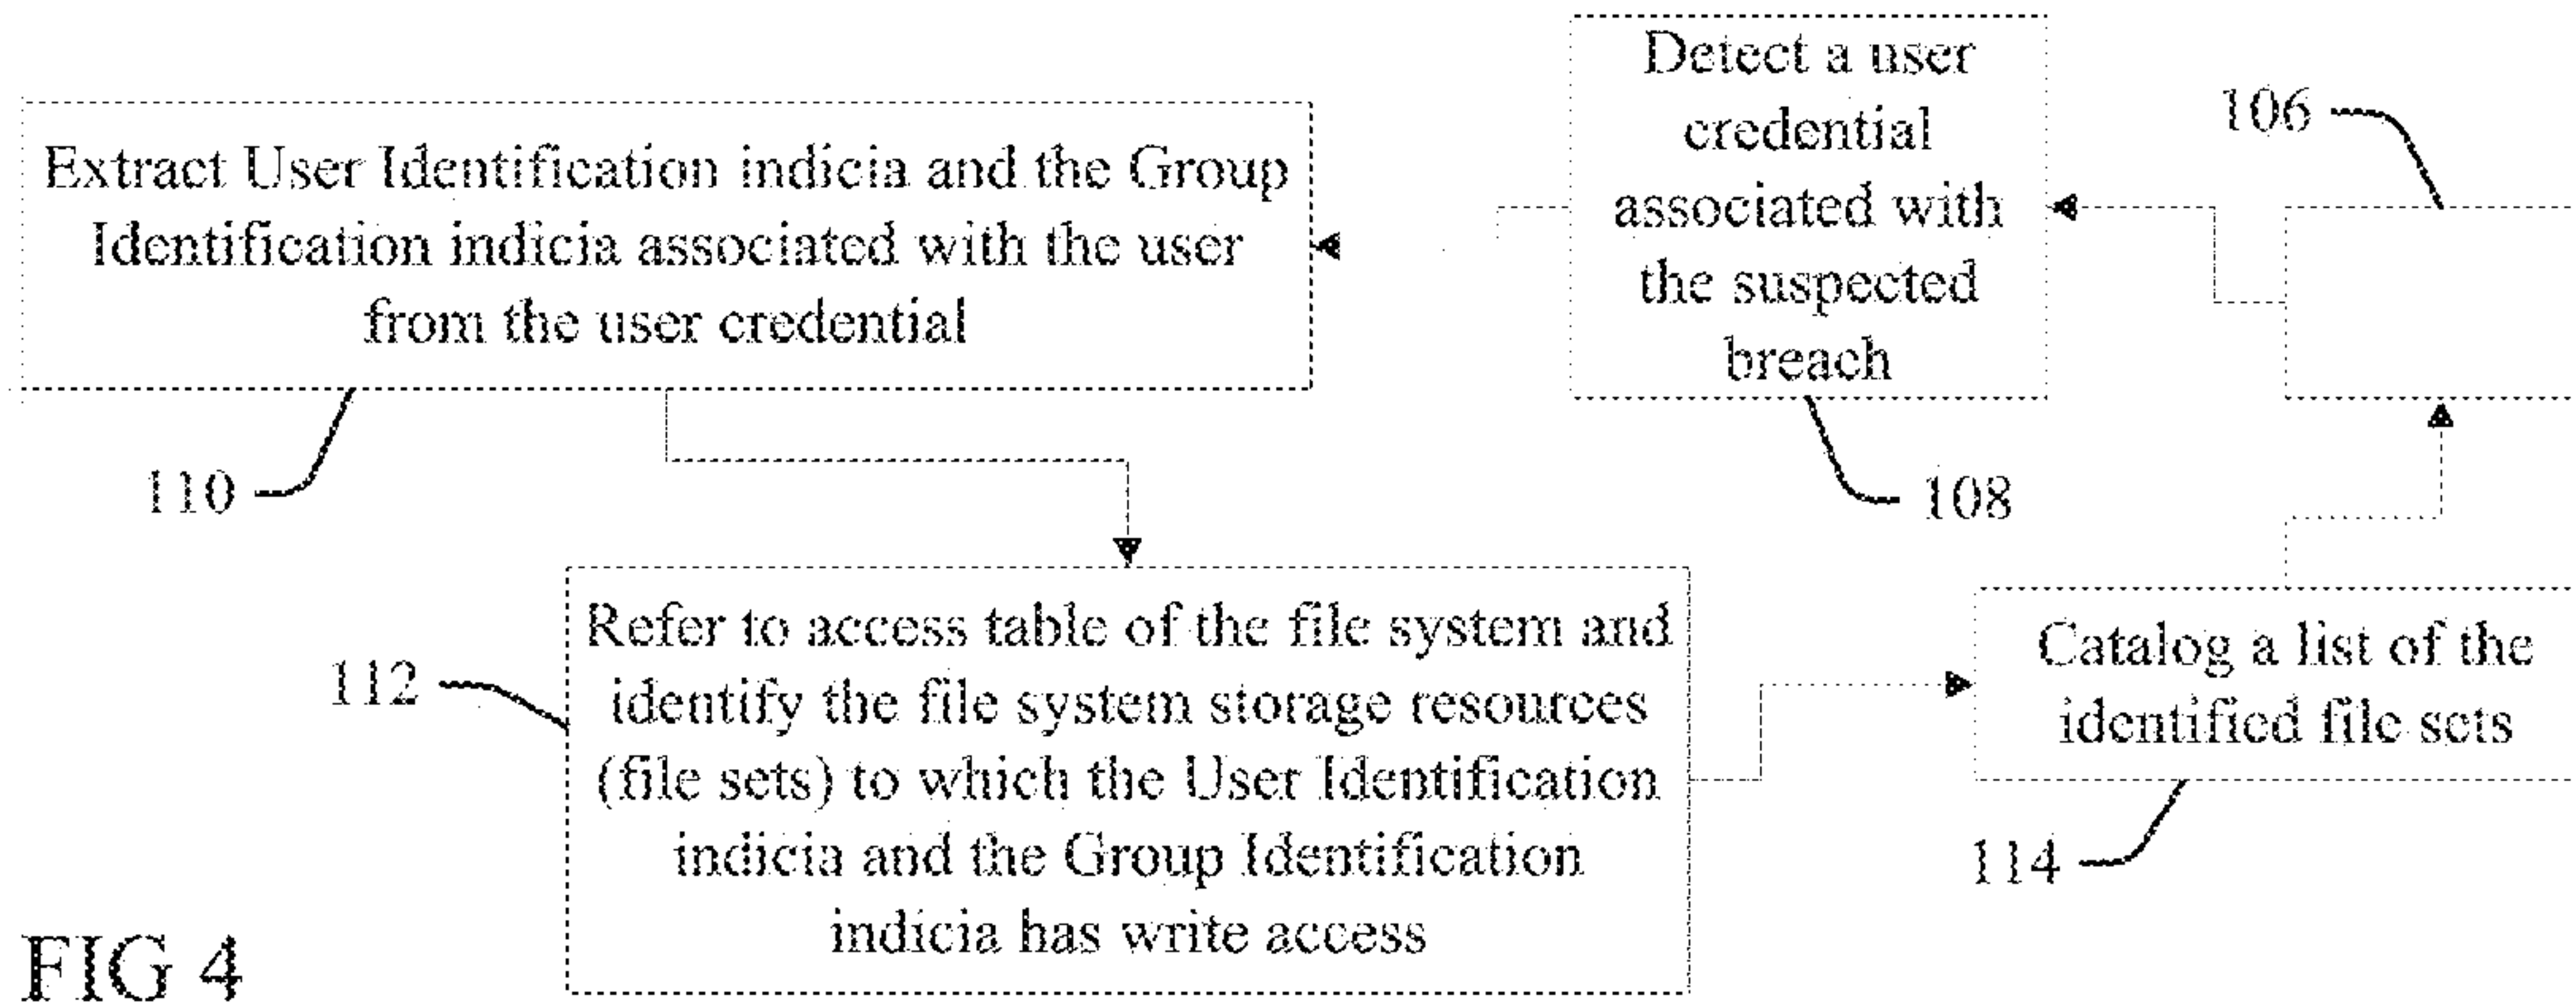 Detect a user
credential
associated with
the suspected
breach
106
Extract User Identification indicia and the Group
Identification indicia associated with the user
from the user credential
110
108
Refer to access table of the file system and
identify the file system storage resources
(file sets) to which the User Identification
indicia and the Group Identification
indicia has write access
112
Catalog a list of the
identified file sets
114
FIG 4